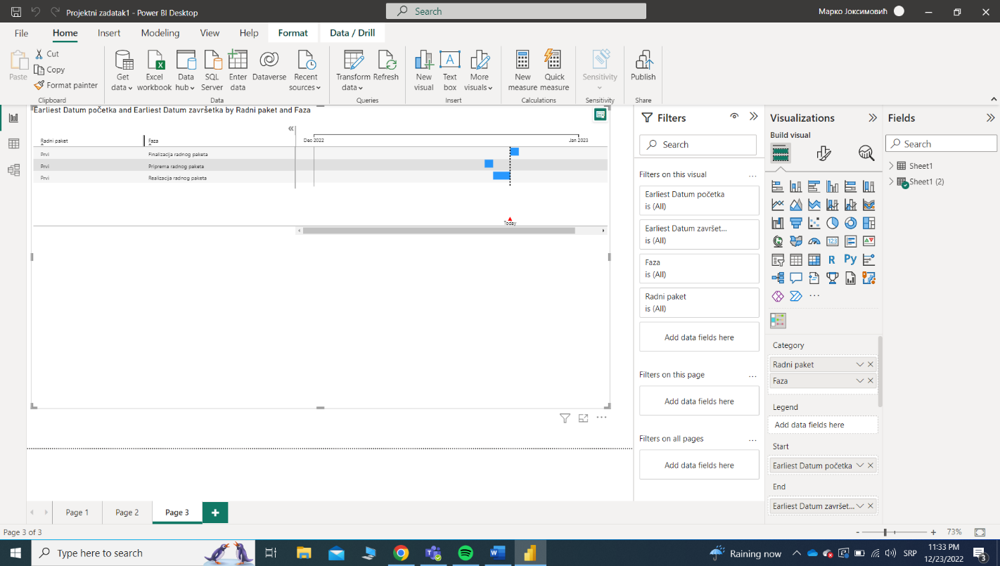 Projektni zadatak1 - Power BI Desktop
Search
Марко Јоксимовић
File Home Insert Modeling View Help Format Data / Drill
Paste
Cut
Copy
Format painter
Clipboard
Get data
Excel workbook
Data hub
SQL Server
Enter data
Dataverse
Recent sources
Data
Transform data
Refresh
Queries
New visual
Text box
More visuals
Insert
New measure
Quick measure
Calculations
Sensitivity
Sensitivity
Publish
Share
Earliest Datum početka and Earliest Datum završetka by Radni paket and Faza
Radni paket Faza
Dec 2022 Jan 2023
Prvi Finalizacija radnog paketa
Prvi Priprema radnog paketa
Prvi Realizacija radnog paketa
Today
Filters
Search
Filters on this visual ...
Earliest Datum početka
is (All)
Earliest Datum završet...
is (All)
Faza
is (All)
Radni paket
is (All)
Add data fields here
Filters on this page ...
Add data fields here
Filters on all pages ...
Add data fields here
Visualizations
Build visual
123
R Py
...
Category
Radni paket
Faza
Legend
Add data fields here
Start
Earliest Datum početka
End
Earliest Datum završet...
Fields
Search
Sheet1
Sheet1 (2)
Page 1 Page 2 Page 3 +
Page 3 of 3
- + 73%
Type here to search
Raining now
SRP
11:33 PM
12/23/2022
3